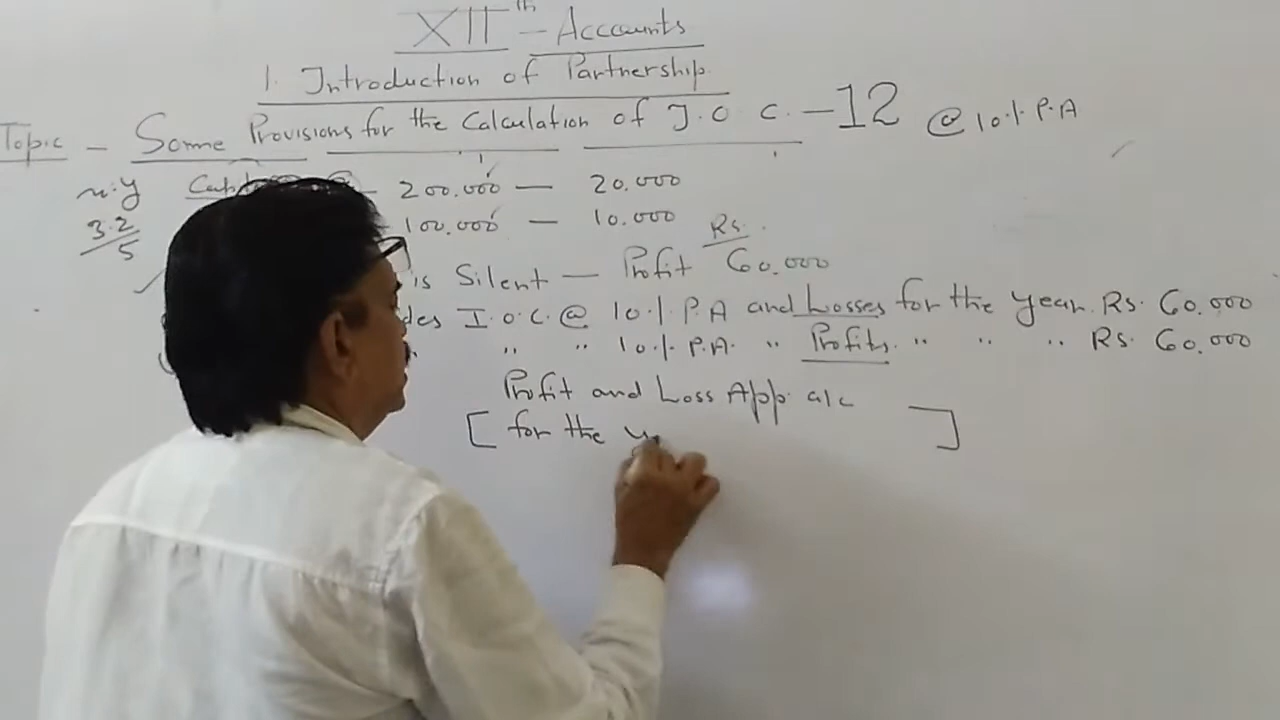 XIIth - Accounts
1. Introduction of Partnership
Topic - Some Provisions for the Calculation of I.O.C. - 12 @ 10% P.A
x:y 200.000 — 20.000
3:2 100.000 — 10.000
5
is Silent — Profit Rs. 60.000
des I.O.C. @ 10% P.A and Losses for the year. Rs. 60.000
" " 10% P.A. " Profits. " " " Rs. 60.000
Profit and Loss App. a/c
[ for the y ]